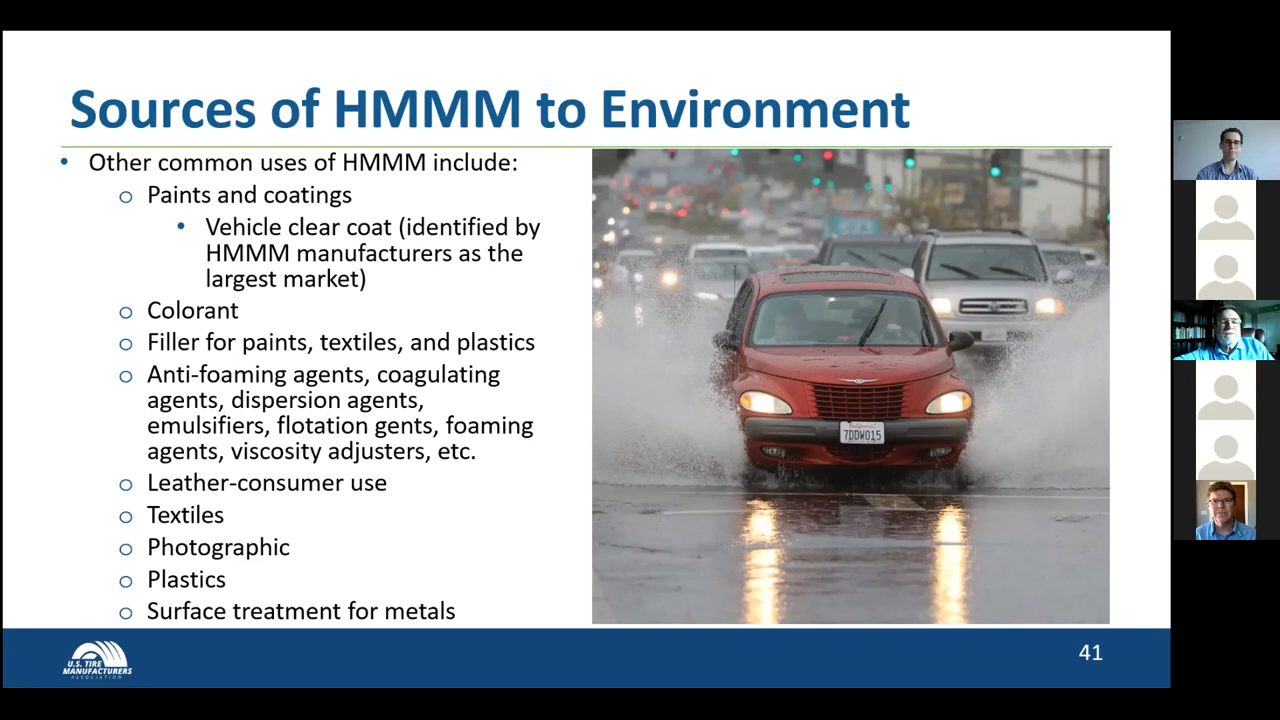 Sources of HMMM to Environment
• Other common uses of HMMM include:
o Paints and coatings
• Vehicle clear coat (identified by
HMMM manufacturers as the
largest market)
o Colorant
o Filler for paints, textiles, and plastics
o Anti-foaming agents, coagulating
agents, dispersion agents,
emulsifiers, flotation gents, foaming
agents, viscosity adjusters, etc.
o Leather-consumer use
o Textiles
o Photographic
o Plastics
o Surface treatment for metals
California
7DDW015
U.S. TIRE
MANUFACTURERS
ASSOCIATION
41